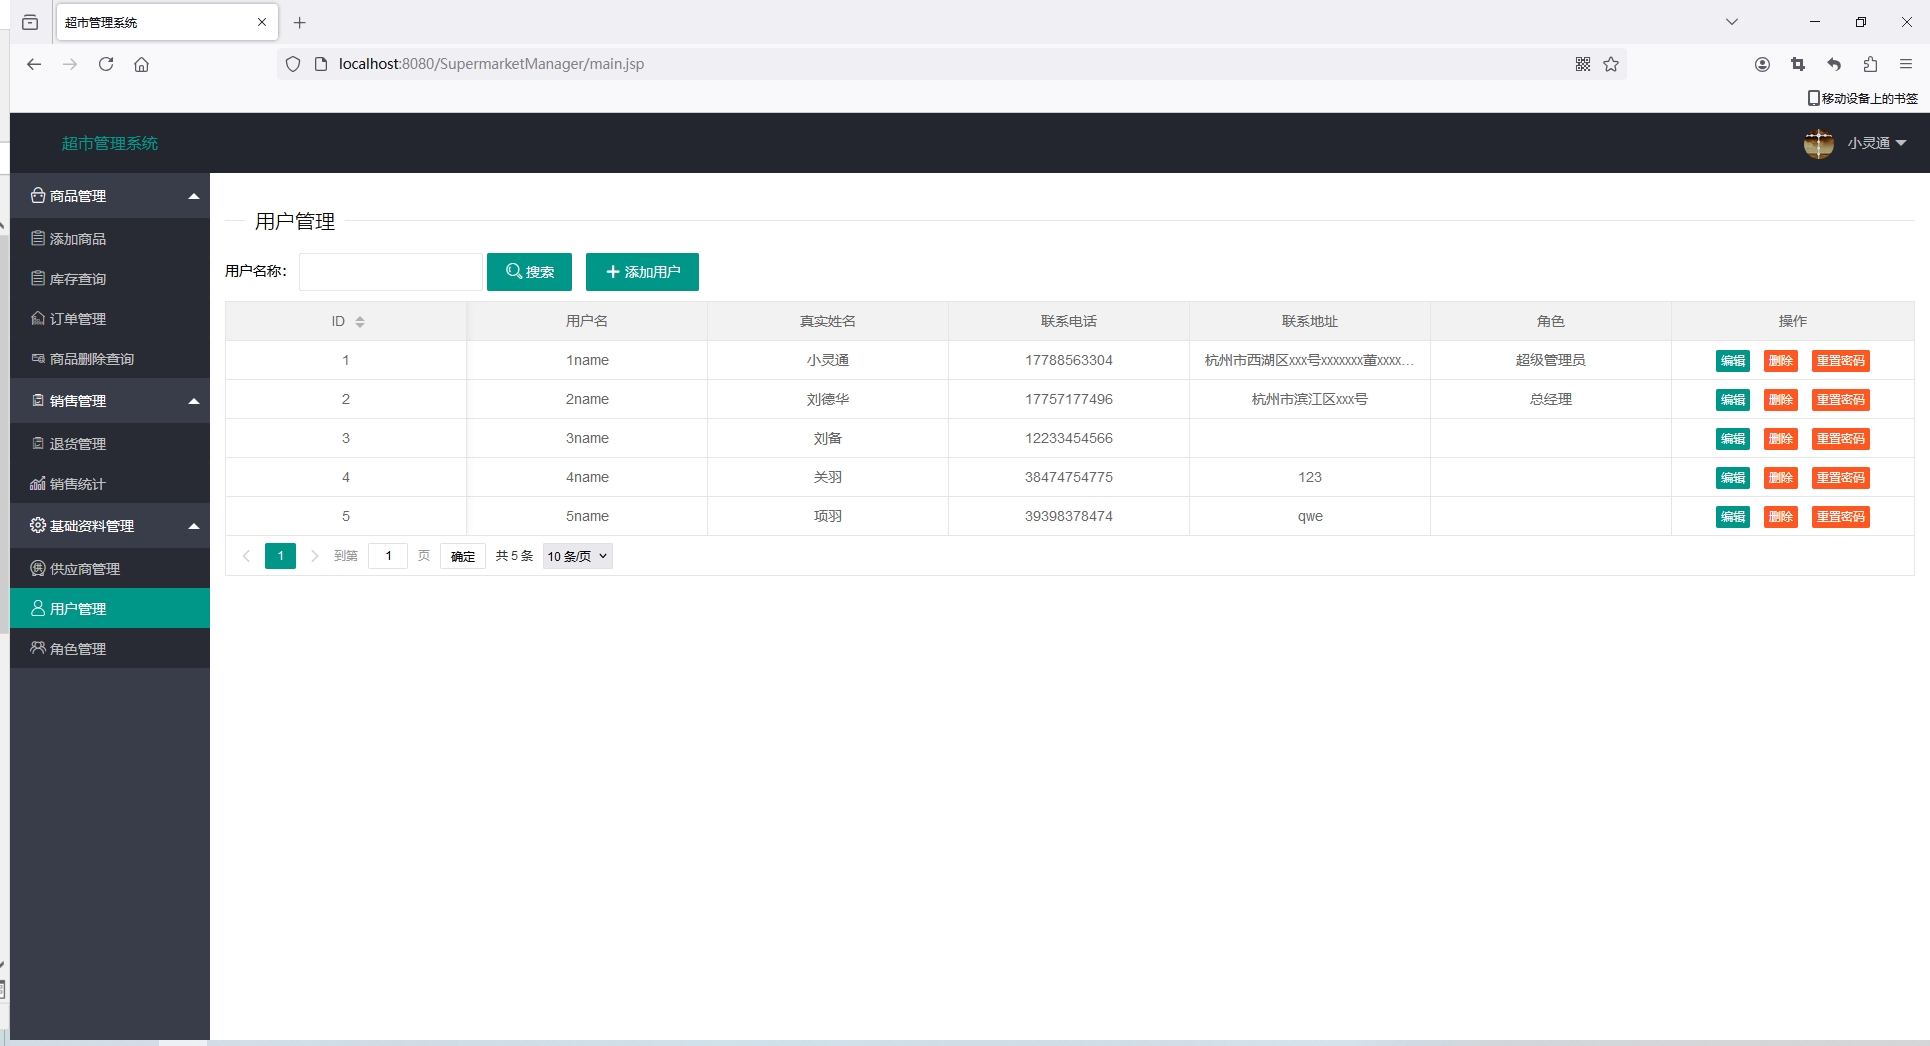 超市管理系统
localhost:8080/SupermarketManager/main.jsp
移动设备上的书签
超市管理系统
小灵通
商品管理
添加商品
库存查询
订单管理
商品删除查询
销售管理
退货管理
销售统计
基础资料管理
供应商管理
用户管理
角色管理
用户管理
用户名称： 搜索 添加用户
ID 用户名 真实姓名 联系电话 联系地址 角色 操作
1 1name 小灵通 17788563304 杭州市西湖区xxx号xxxxxxx董xxxx... 超级管理员 编辑 删除 重置密码
2 2name 刘德华 17757177496 杭州市滨江区xxx号 总经理 编辑 删除 重置密码
3 3name 刘备 12233454566 编辑 删除 重置密码
4 4name 关羽 38474754775 123 编辑 删除 重置密码
5 5name 项羽 39398378474 qwe 编辑 删除 重置密码
1 到第 1 页 确定 共 5 条 10 条/页